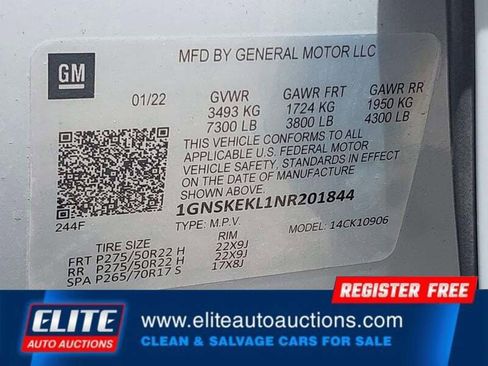 GM
MFD BY GENERAL MOTOR LLC
01/22 GVWR GAWR FRT GAWR RR
3493 KG 1724 KG 1950 KG
7300 LB 3800 LB 4300 LB
THIS VEHICLE CONFORMS TO ALL
APPLICABLE U.S. FEDERAL MOTOR
VEHICLE SAFETY STANDARDS IN EFFECT
ON THE DATE OF MANUFACTURE
SHOWN ABOVE.
1GNSKEKL1NR201844
244F TYPE: M.P.V. MODEL: 14CK10906
TIRE SIZE RIM
FRT P275/50R22 H 22X9J
RR P275/50R22 H 22X9J
SPA P265/70R17 S 17X8J
REGISTER FREE
ELITE
AUTO AUCTIONS
www.eliteautoauctions.com
CLEAN & SALVAGE CARS FOR SALE